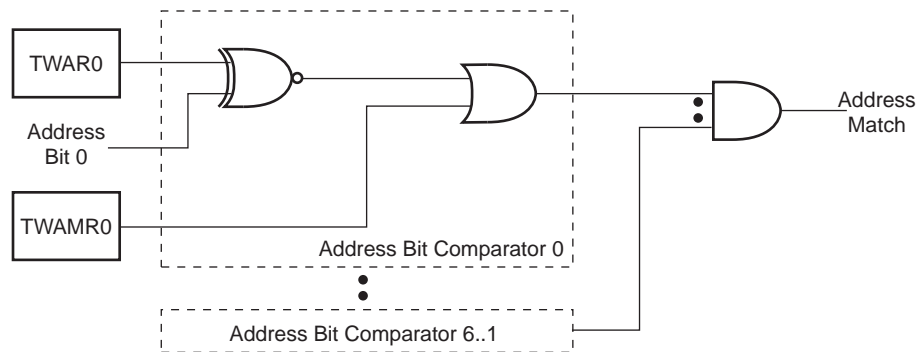 TWAR0
Address
Bit 0
TWAMR0
Address Bit Comparator 0
Address Bit Comparator 6..1
Address
Match